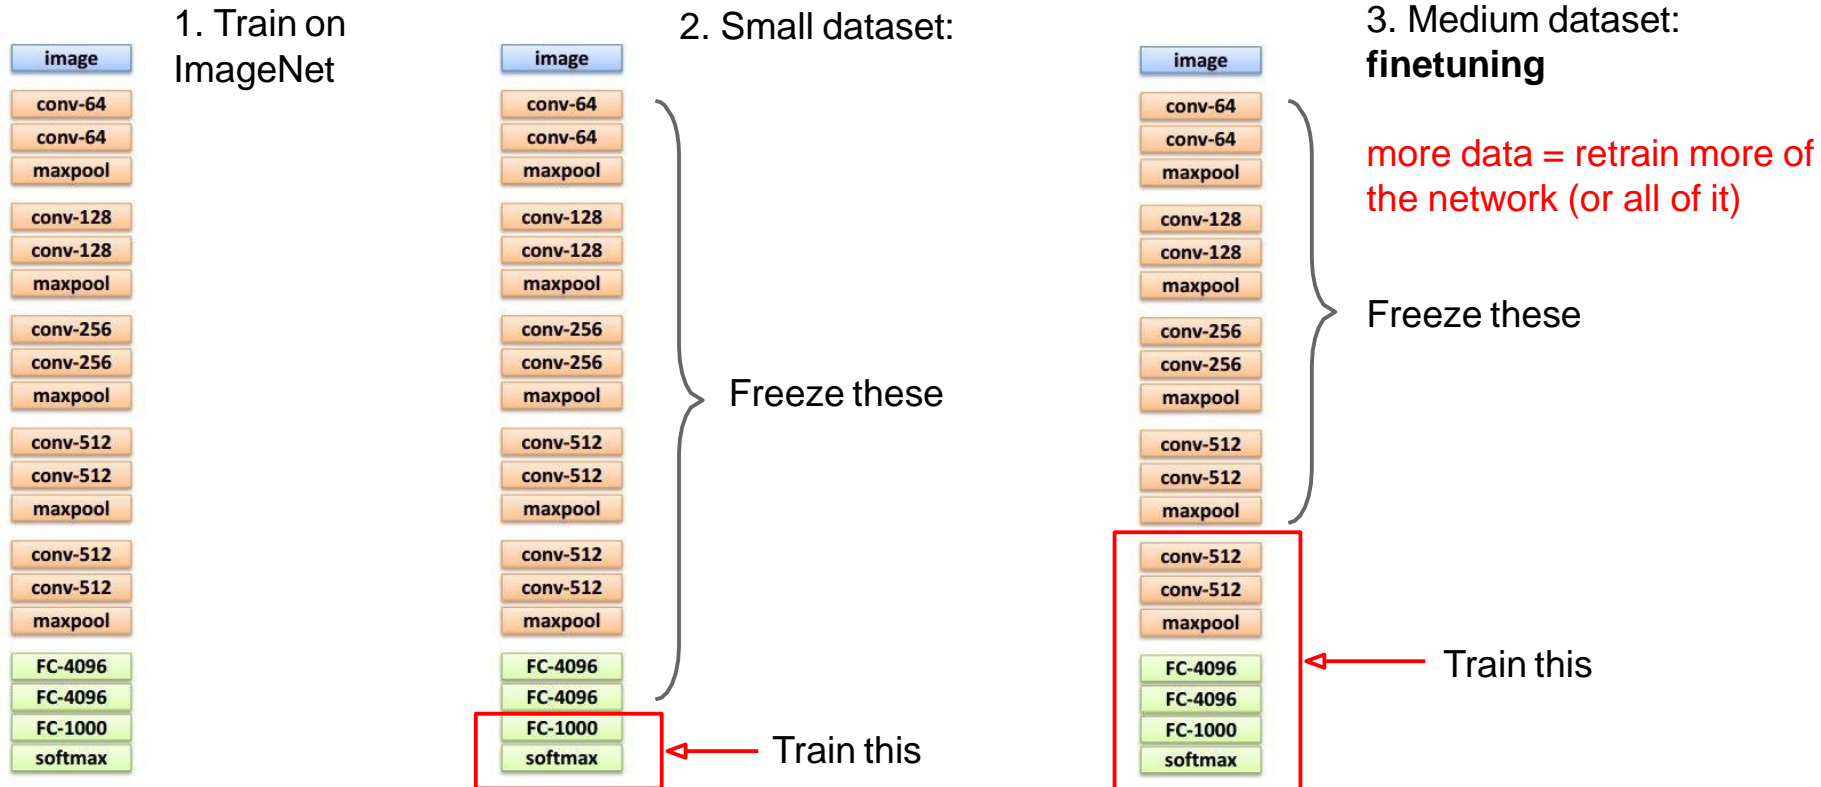 1. Train on
ImageNet
image
conv-64
conv-64
maxpool
conv-128
conv-128
maxpool
conv-256
conv-256
maxpool
conv-512
conv-512
maxpool
conv-512
conv-512
maxpool
FC-4096
FC-4096
FC-1000
softmax
2. Small dataset:
image
conv-64
conv-64
maxpool
conv-128
conv-128
maxpool
conv-256
conv-256
maxpool
conv-512
conv-512
maxpool
conv-512
conv-512
maxpool
FC-4096
FC-4096
FC-1000
softmax
Freeze these
Train this
3. Medium dataset:
finetuning
more data = retrain more of
the network (or all of it)
image
conv-64
conv-64
maxpool
conv-128
conv-128
maxpool
conv-256
conv-256
maxpool
conv-512
conv-512
maxpool
conv-512
conv-512
maxpool
FC-4096
FC-4096
FC-1000
softmax
Freeze these
Train this